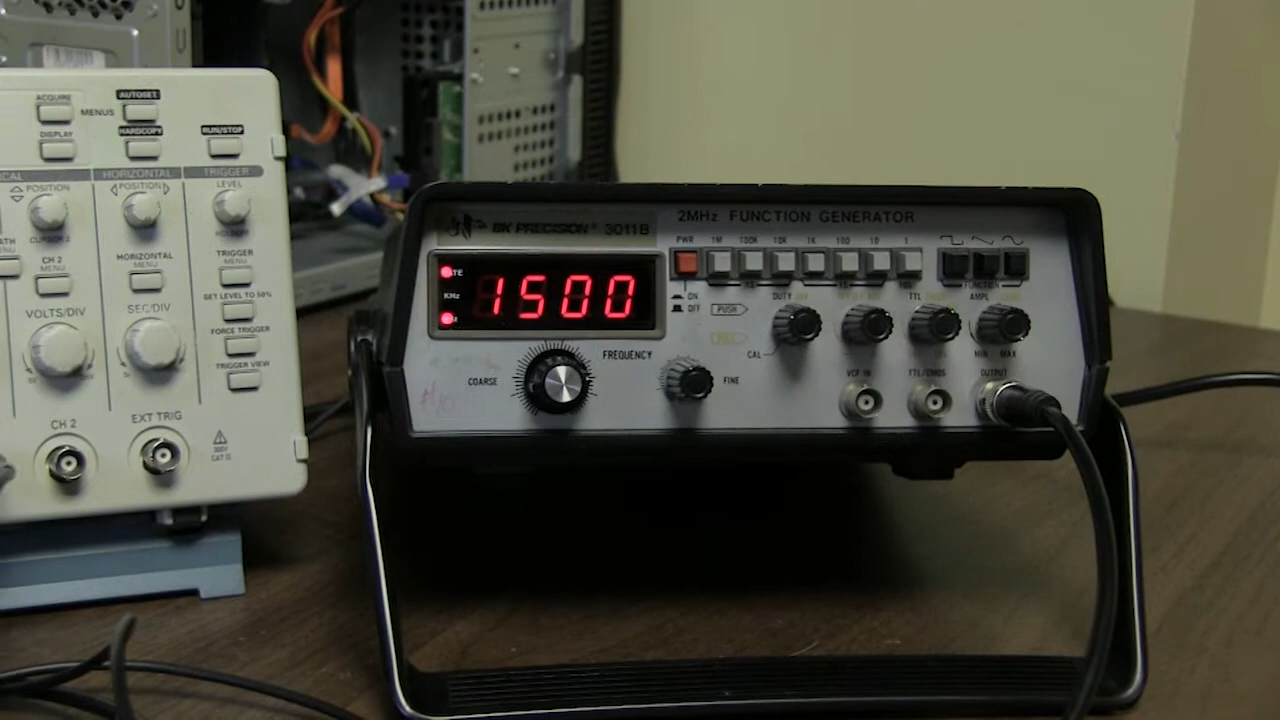 ACQUIRE
MENUS
AUTOSET
DISPLAY
HARDCOPY
RUN/STOP
HORIZONTAL
TRIGGER
POSITION
POSITION
LEVEL
CURSOR 2
CH 2
MENU
HORIZONTAL
MENU
TRIGGER
MENU
SET LEVEL TO 50%
FORCE TRIGGER
TRIGGER VIEW
VOLTS/DIV
SEC/DIV
CH 2
EXT TRIG
BK PRECISION 3011B
2MHz FUNCTION GENERATOR
PWR 1M 100K 10K 1K 100 10 1
KHz
1500
ON
OFF
PUSH
FUNCTION
DUTY
TTL
AMPL
CAL
MIN MAX
FREQUENCY
COARSE
FINE
VCF IN
TTL/CMOS
OUTPUT